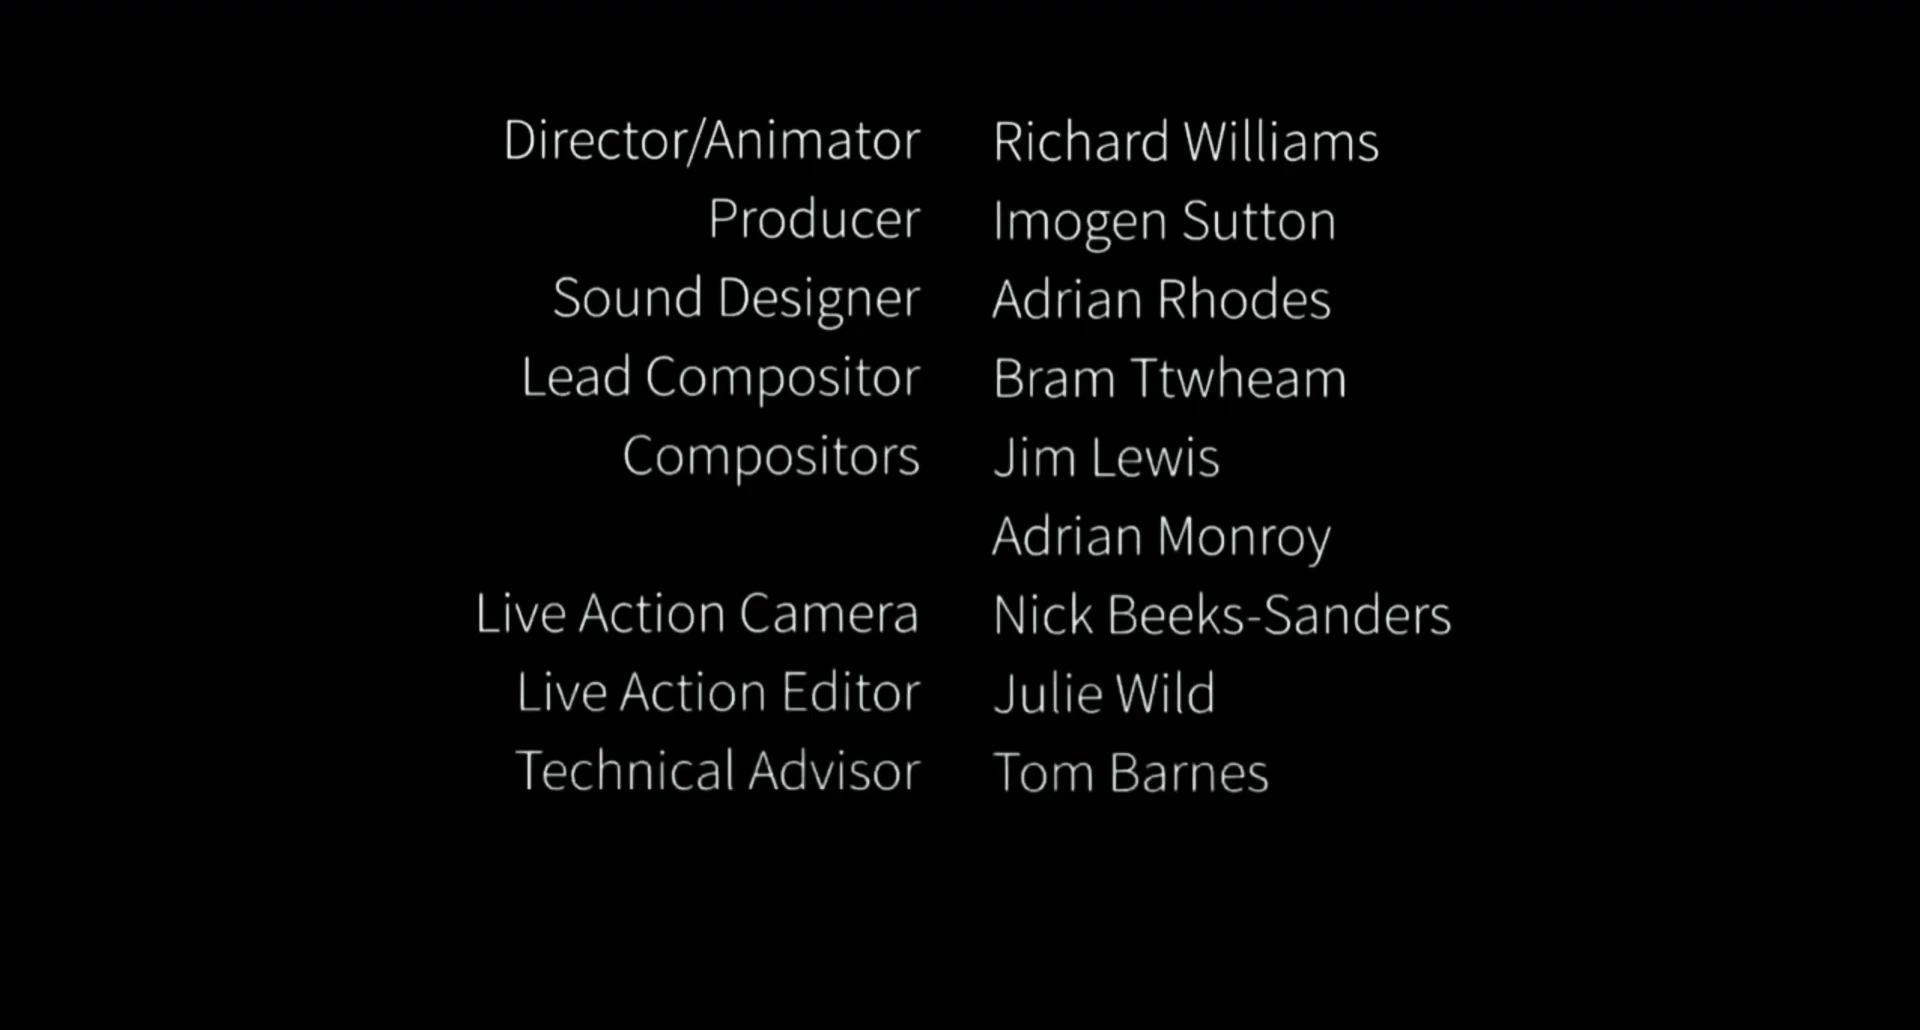 Director/Animator Richard Williams
Producer Imogen Sutton
Sound Designer Adrian Rhodes
Lead Compositor Bram Ttwheam
Compositors Jim Lewis
Adrian Monroy
Live Action Camera Nick Beeks-Sanders
Live Action Editor Julie Wild
Technical Advisor Tom Barnes